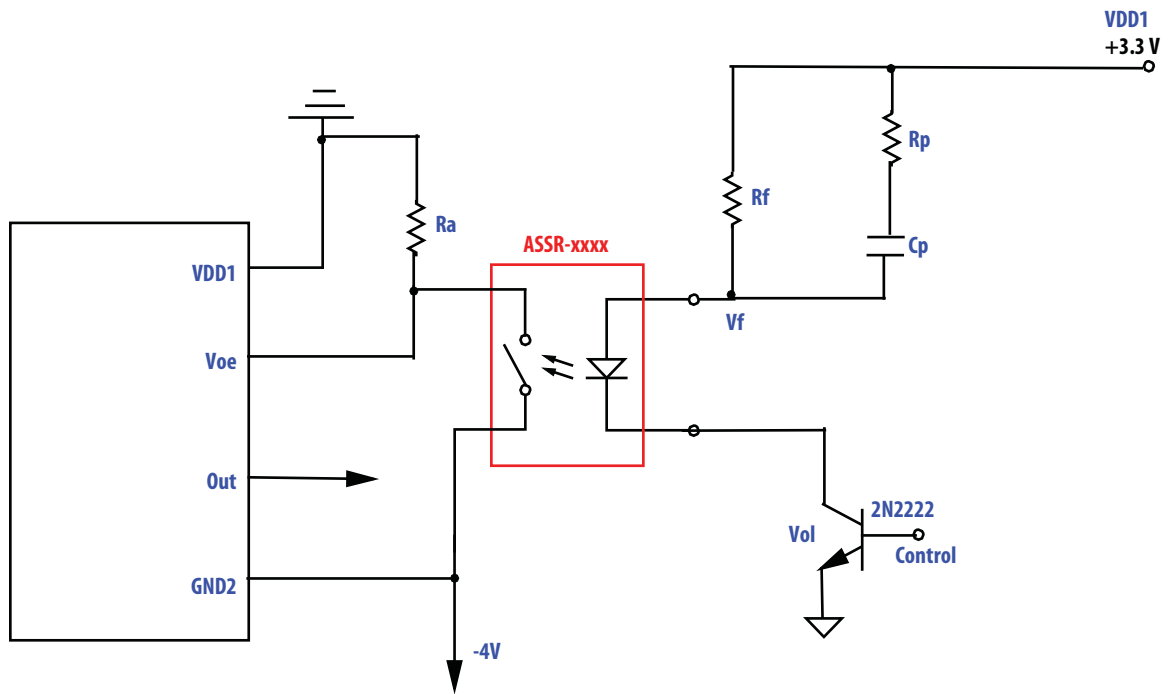 VDD1
+3.3 V
Rp
Rf
Ra
ASSR-xxxx
Cp
VDD1
Vf
Voe
Out
2N2222
Vol
Control
GND2
-4V